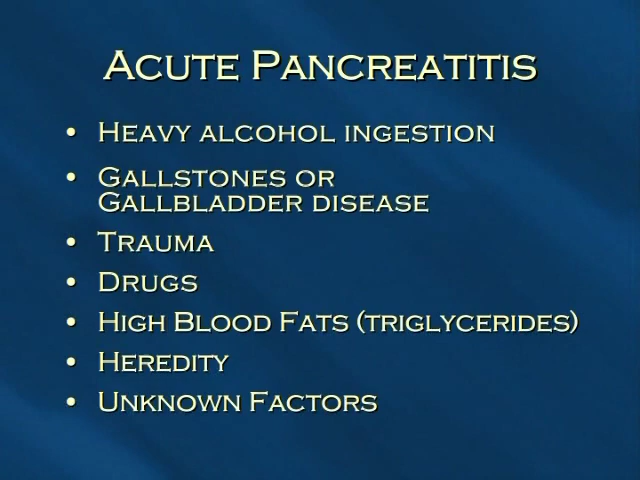 Acute Pancreatitis
• Heavy alcohol ingestion
• Gallstones or
Gallbladder disease
• Trauma
• Drugs
• High Blood Fats (triglycerides)
• Heredity
• Unknown Factors